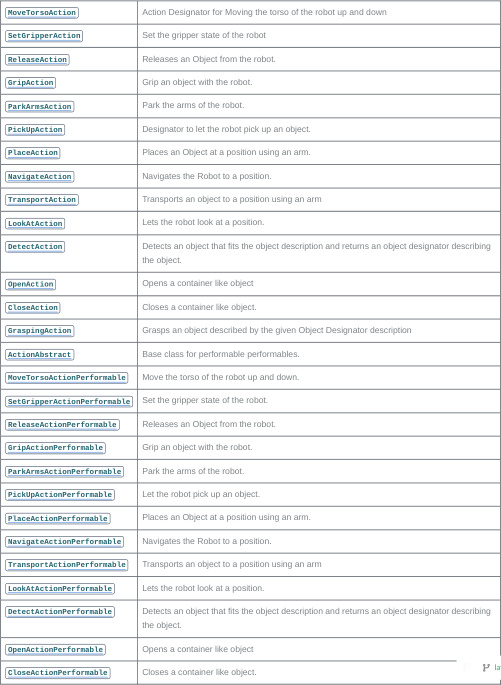 MoveTorsoAction Action Designator for Moving the torso of the robot up and down
SetGripperAction Set the gripper state of the robot
ReleaseAction Releases an Object from the robot.
GripAction Grip an object with the robot.
ParkArmsAction Park the arms of the robot.
PickUpAction Designator to let the robot pick up an object.
PlaceAction Places an Object at a position using an arm.
NavigateAction Navigates the Robot to a position.
TransportAction Transports an object to a position using an arm
LookAtAction Lets the robot look at a position.
DetectAction Detects an object that fits the object description and returns an object designator describing
the object.
OpenAction Opens a container like object
CloseAction Closes a container like object.
GraspingAction Grasps an object described by the given Object Designator description
ActionAbstract Base class for performable performables.
MoveTorsoActionPerformable Move the torso of the robot up and down.
SetGripperActionPerformable Set the gripper state of the robot.
ReleaseActionPerformable Releases an Object from the robot.
GripActionPerformable Grip an object with the robot.
ParkArmsActionPerformable Park the arms of the robot.
PickUpActionPerformable Let the robot pick up an object.
PlaceActionPerformable Places an Object at a position using an arm.
NavigateActionPerformable Navigates the Robot to a position.
TransportActionPerformable Transports an object to a position using an arm
LookAtActionPerformable Lets the robot look at a position.
DetectActionPerformable Detects an object that fits the object description and returns an object designator describing
the object.
OpenActionPerformable Opens a container like object
CloseActionPerformable Closes a container like object.